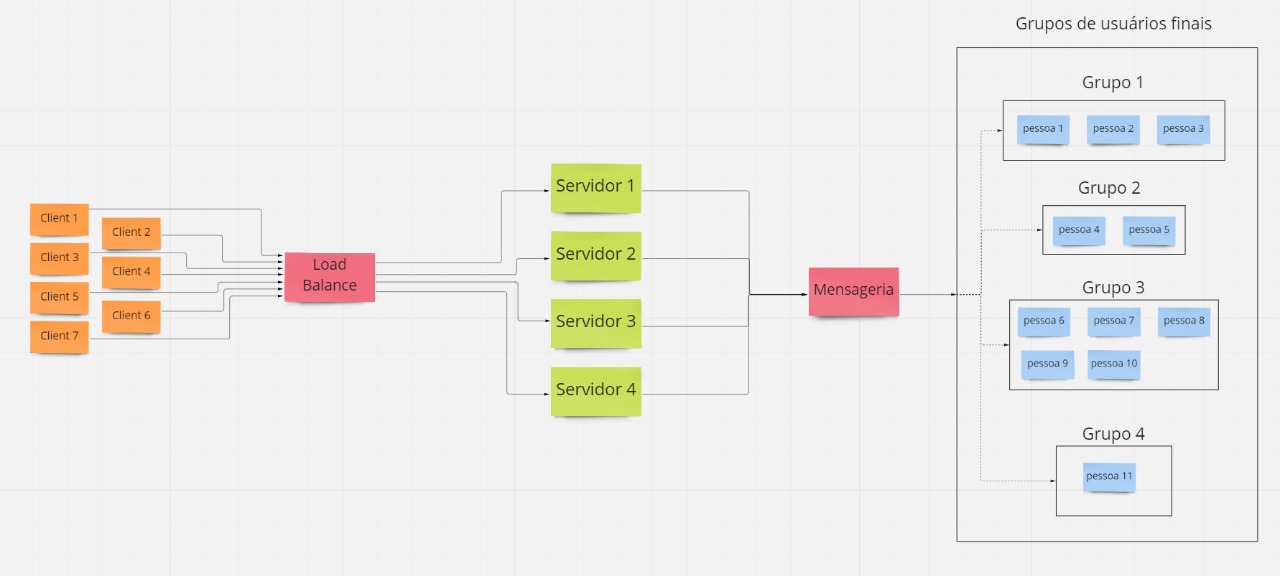 Grupos de usuários finais
Grupo 1
pessoa 1
pessoa 2
pessoa 3
Grupo 2
pessoa 4
pessoa 5
Grupo 3
pessoa 6
pessoa 7
pessoa 8
pessoa 9
pessoa 10
Grupo 4
pessoa 11
Client 1
Client 2
Client 3
Client 4
Client 5
Client 6
Client 7
Load
Balance
Servidor 1
Servidor 2
Servidor 3
Servidor 4
Mensageria